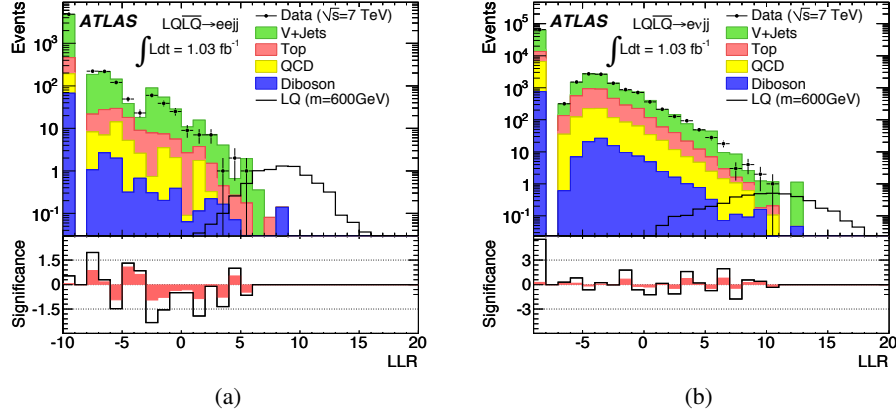 Events
ATLAS
LQL̅Q̅→eejj
∫Ldt = 1.03 fb⁻¹
Data (√s=7 TeV)
V+Jets
Top
QCD
Diboson
LQ (m=600GeV)
10³
10²
10
1
10⁻¹
Significance
1.5
0
-1.5
-10 -5 0 5 10 15 20
LLR
(a)
Events
ATLAS
LQL̅Q̅→eνjj
∫Ldt = 1.03 fb⁻¹
Data (√s=7 TeV)
V+Jets
Top
QCD
Diboson
LQ (m=600GeV)
10⁵
10⁴
10³
10²
10
1
10⁻¹
Significance
3
0
-3
-5 0 5 10 15 20
LLR
(b)